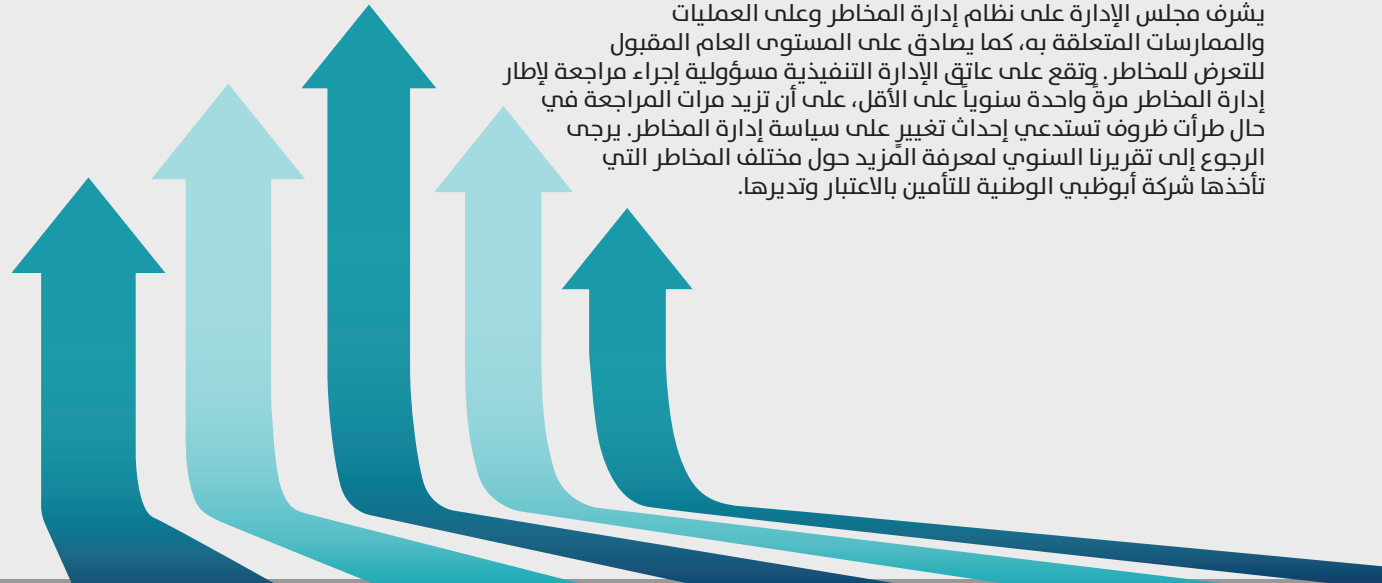 يشرف مجلس الإدارة على نظام إدارة المخاطر وعلى العمليات
والممارسات المتعلقة به، كما يصادق على المستوى العام المقبول
للتعرض للمخاطر. وتقع على عاتق الإدارة التنفيذية مسؤولية إجراء مراجعة لإطار
إدارة المخاطر مرةً واحدة سنوياً على الأقل، على أن تزيد مرات المراجعة في
حال طرأت ظروف تستدعي إحداث تغييرٍ على سياسة إدارة المخاطر. يرجى
الرجوع إلى تقريرنا السنوي لمعرفة المزيد حول مختلف المخاطر التي
تأخذها شركة أبوظبي الوطنية للتأمين بالاعتبار وتديرها.